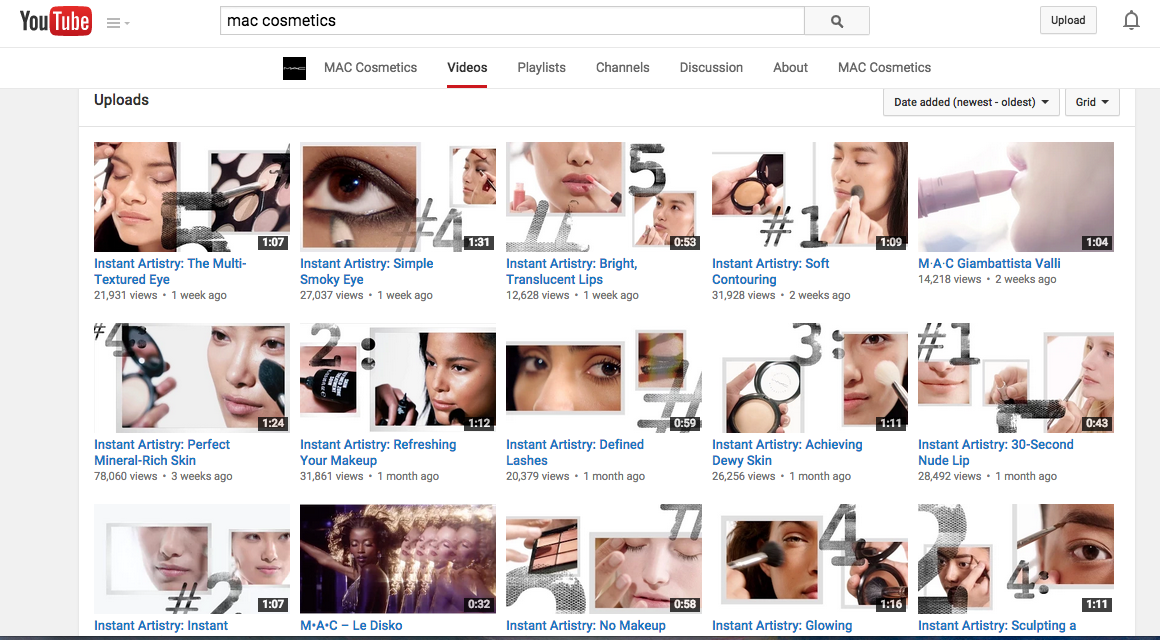 YouTube
mac cosmetics
Upload
MAC Cosmetics
Videos
Playlists
Channels
Discussion
About
MAC Cosmetics
Uploads
Date added (newest - oldest)
Grid
5
1:07
#4
1:31
5
0:53
#1
1:09
1:04
Instant Artistry: The Multi-
Textured Eye
21,931 views • 1 week ago
Instant Artistry: Simple
Smoky Eye
27,037 views • 1 week ago
Instant Artistry: Bright,
Translucent Lips
12,628 views • 1 week ago
Instant Artistry: Soft
Contouring
31,928 views • 2 weeks ago
M·A·C Giambattista Valli
14,218 views • 2 weeks ago
#4:
1:24
2:
1:12
#
0:59
3:
1:11
#1
0:43
Instant Artistry: Perfect
Mineral-Rich Skin
78,060 views • 3 weeks ago
Instant Artistry: Refreshing
Your Makeup
31,861 views • 1 month ago
Instant Artistry: Defined
Lashes
20,379 views • 1 month ago
Instant Artistry: Achieving
Dewy Skin
26,256 views • 1 month ago
Instant Artistry: 30-Second
Nude Lip
28,492 views • 1 month ago
#2
1:07
0:32
0:58
4
1:16
2
4:
1:11
Instant Artistry: Instant
M•A•C – Le Disko
Instant Artistry: No Makeup
Instant Artistry: Glowing
Instant Artistry: Sculpting a